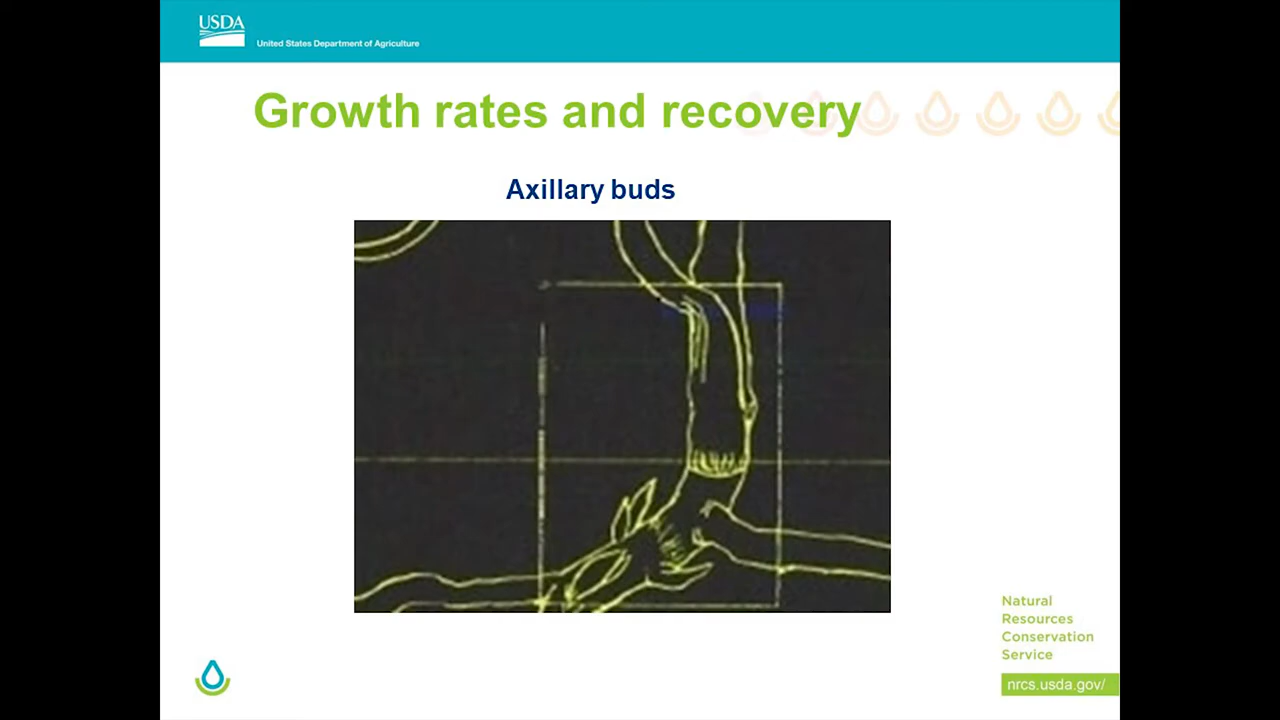 USDA
United States Department of Agriculture
Growth rates and recovery
Axillary buds
Natural
Resources
Conservation
Service
nrcs.usda.gov/